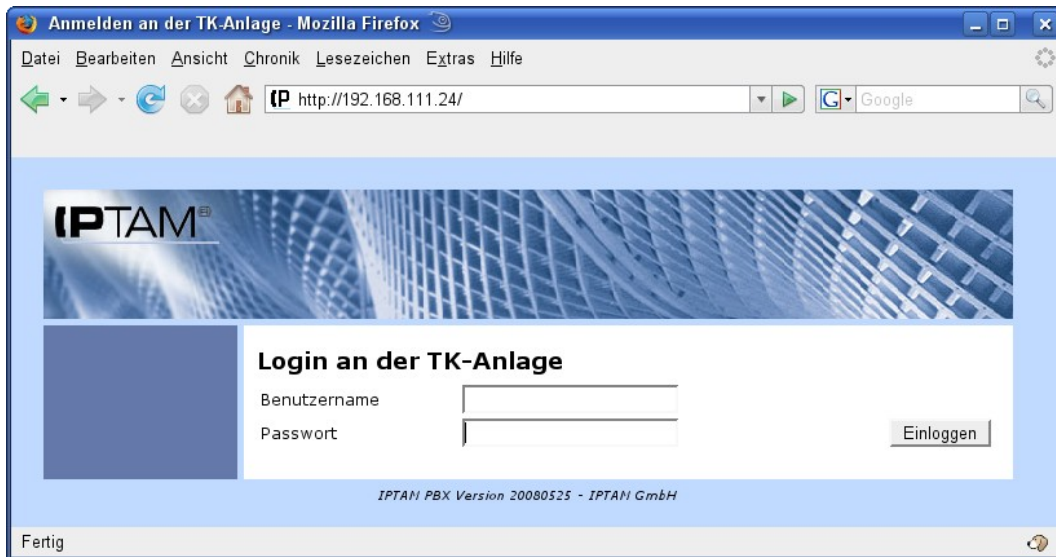 Anmelden an der TK-Anlage - Mozilla Firefox
Datei Bearbeiten Ansicht Chronik Lesezeichen Extras Hilfe
IP http://192.168.111.24/ G Google
IPTAM®
Login an der TK-Anlage
Benutzername
Passwort Einloggen
IPTAM PBX Version 20080525 - IPTAM GmbH
Fertig